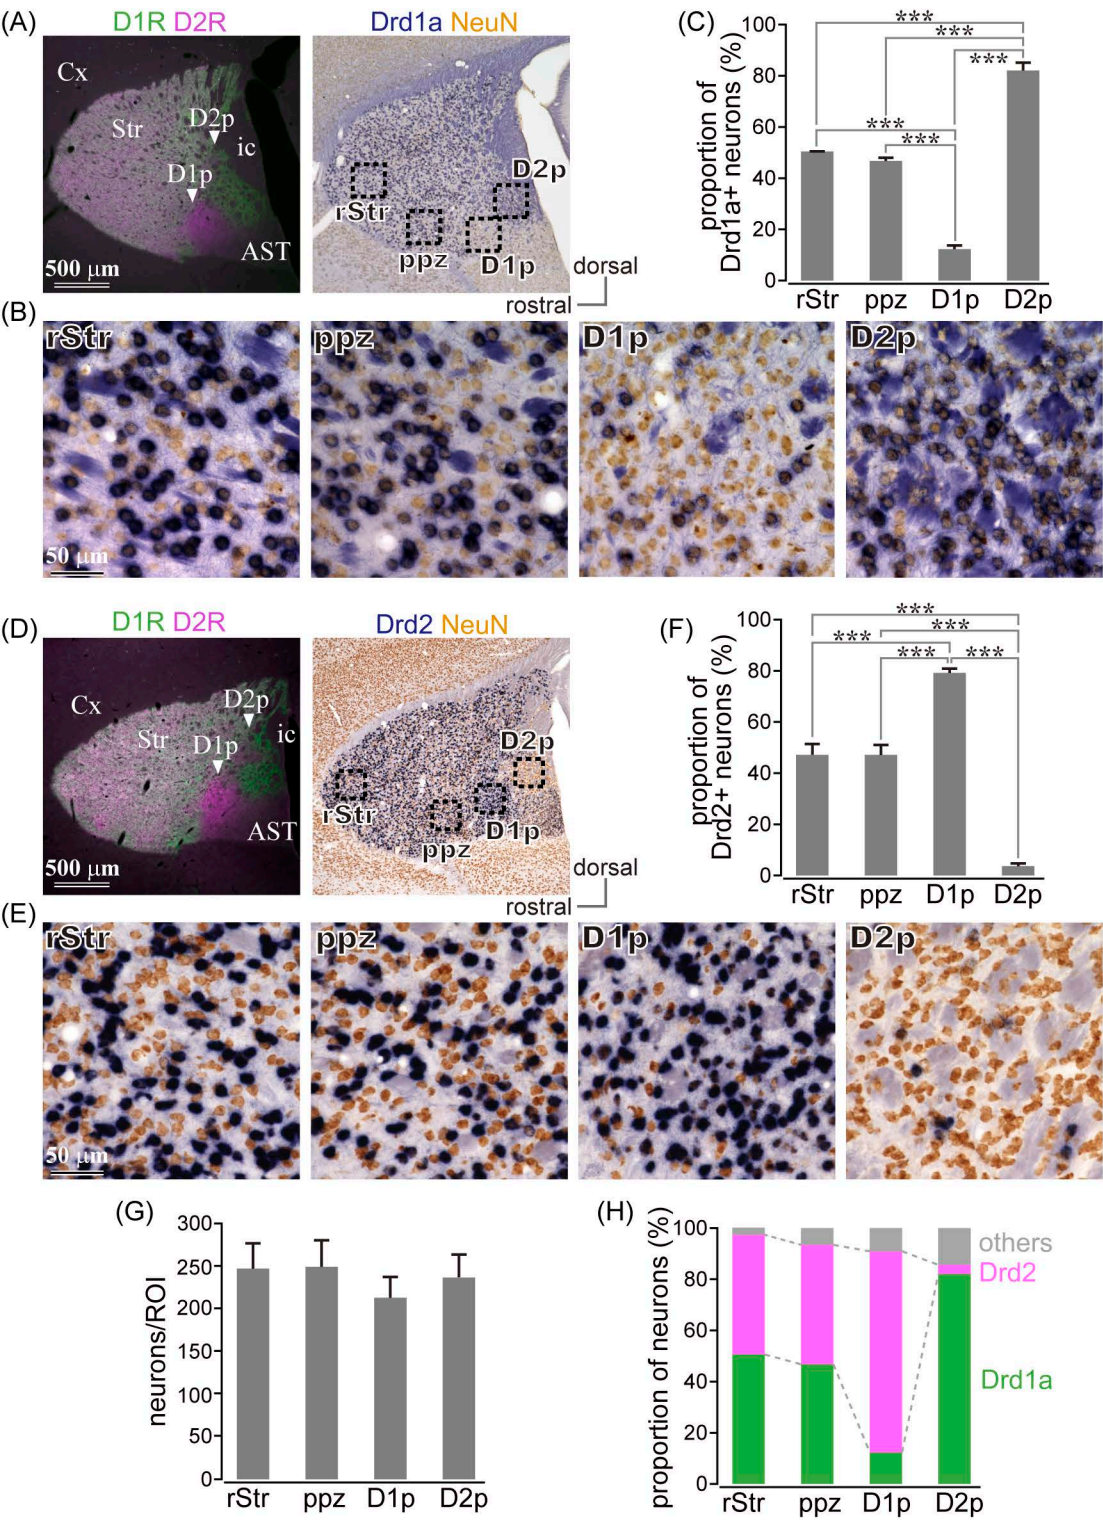 (A)
D1R D2R
Cx
Str
D2p
ic
D1p
AST
500 µm
Drd1a NeuN
D2p
rStr
ppz
D1p
dorsal
rostral
(C)
proportion of
Drd1a+ neurons (%)
100
80
60
40
20
0
***
***
***
***
***
rStr ppz D1p D2p
(B)
rStr
ppz
D1p
D2p
50 µm
(D)
D1R D2R
Cx
Str
D2p
ic
D1p
AST
500 µm
Drd2 NeuN
D2p
rStr
ppz
D1p
dorsal
rostral
(F)
proportion of
Drd2+ neurons (%)
100
80
60
40
20
0
***
***
***
***
***
rStr ppz D1p D2p
(E)
rStr
ppz
D1p
D2p
50 µm
(G)
neurons/ROI
300
250
200
150
100
50
0
rStr ppz D1p D2p
(H)
proportion of neurons (%)
100
80
60
40
20
0
others
Drd2
Drd1a
rStr ppz D1p D2p